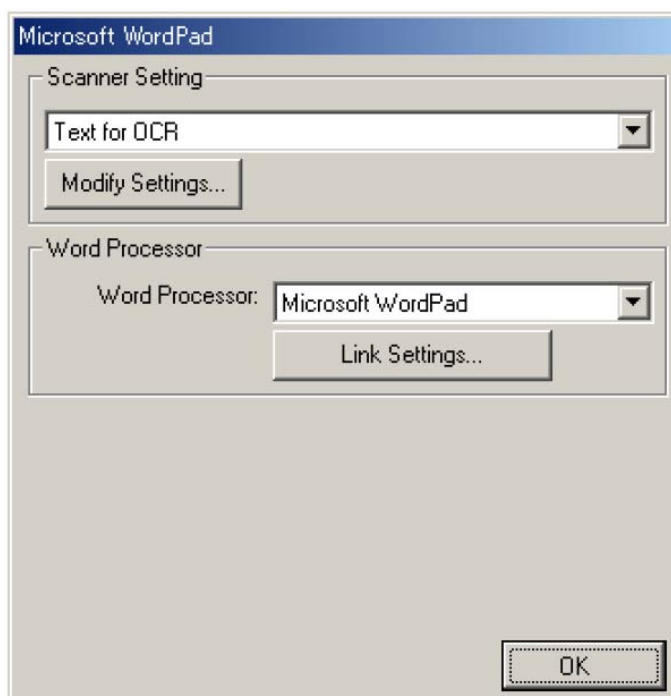 Microsoft WordPad
Scanner Setting
Text for OCR
Modify Settings...
Word Processor
Word Processor: Microsoft WordPad
Link Settings...
OK